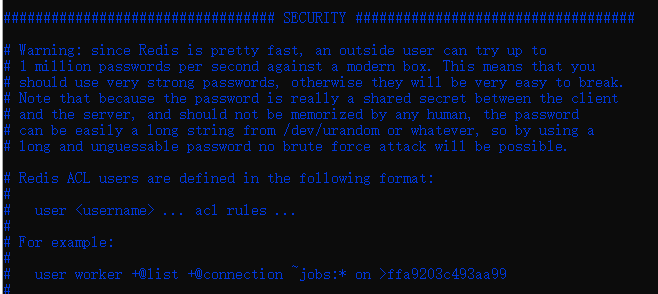 ################################## SECURITY ###################################
# Warning: since Redis is pretty fast, an outside user can try up to
# 1 million passwords per second against a modern box. This means that you
# should use very strong passwords, otherwise they will be very easy to break.
# Note that because the password is really a shared secret between the client
# and the server, and should not be memorized by any human, the password
# can be easily a long string from /dev/urandom or whatever, so by using a
# long and unguessable password no brute force attack will be possible.
# Redis ACL users are defined in the following format:
#
#   user <username> ... acl rules ...
#
# For example:
#
#   user worker +@list +@connection ~jobs:* on >ffa9203c493aa99
#